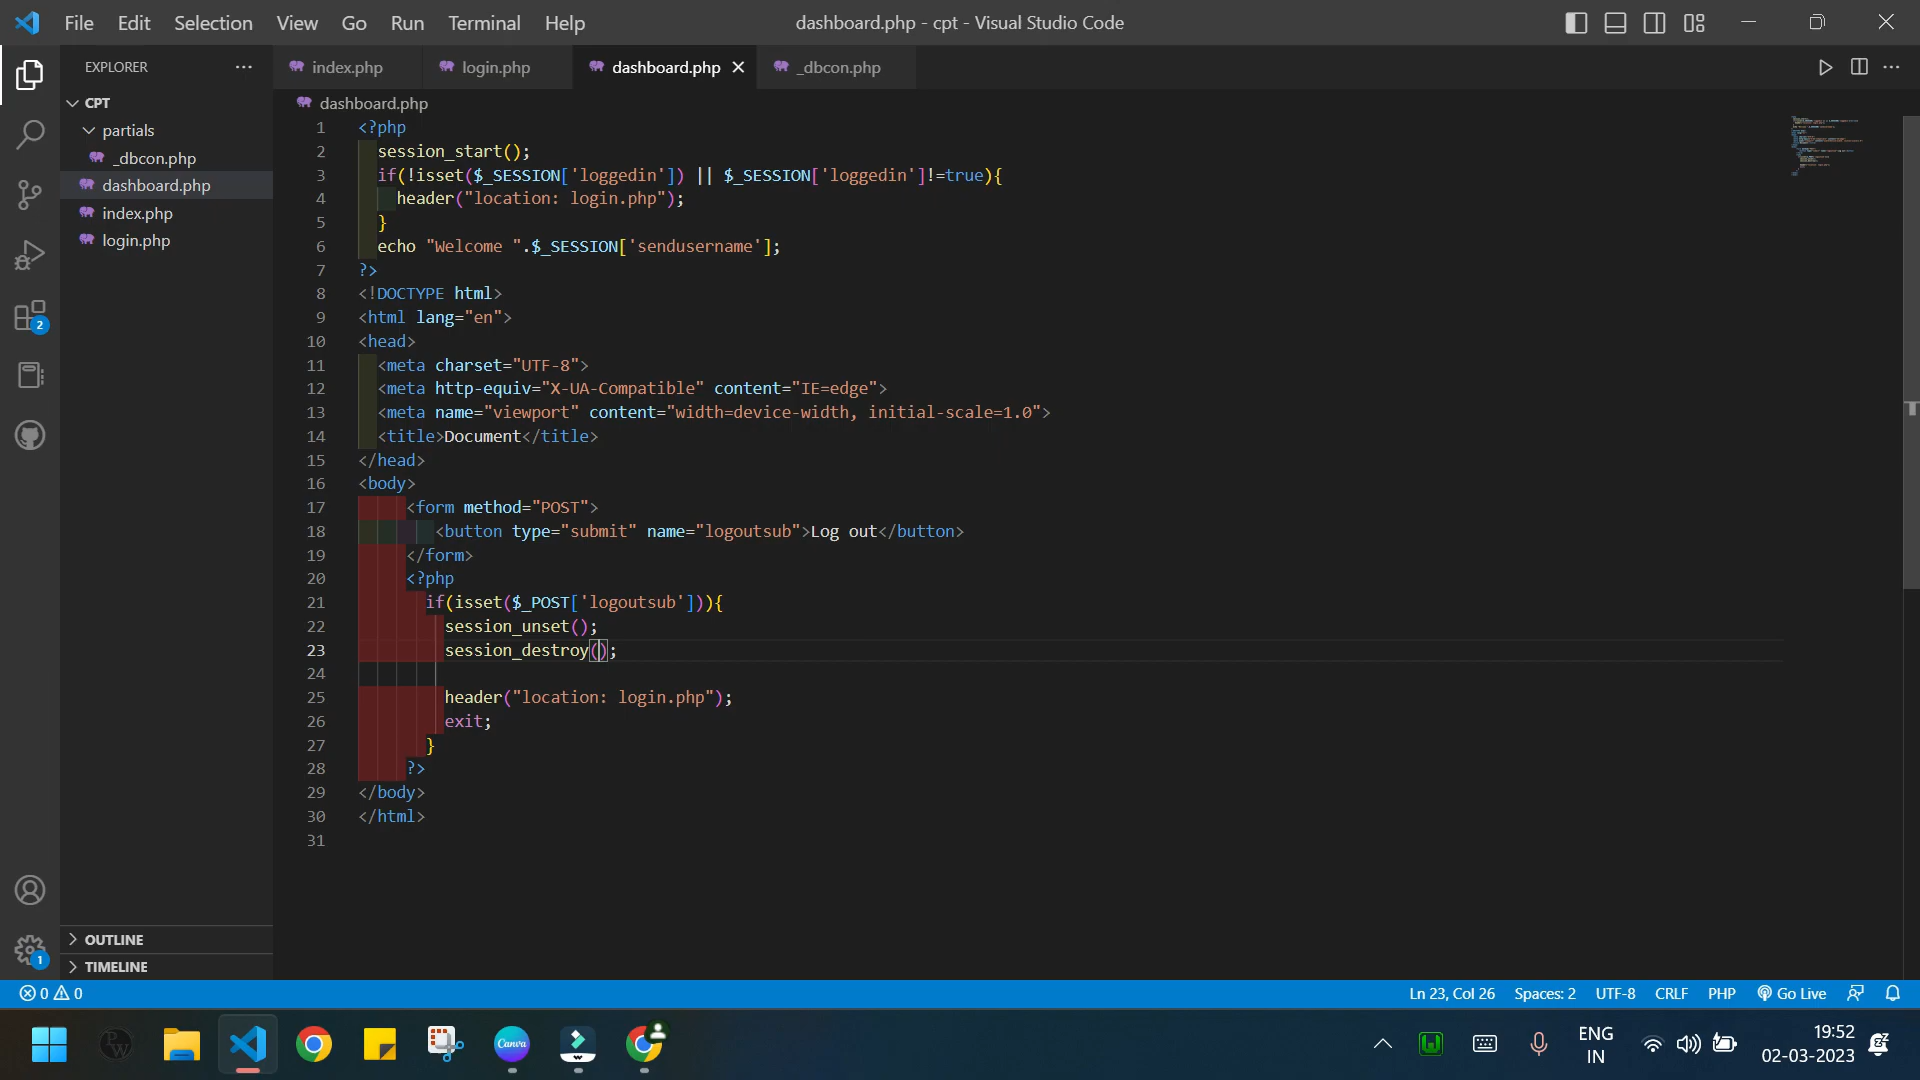 File Edit Selection View Go Run Terminal Help
dashboard.php - cpt - Visual Studio Code
EXPLORER
CPT
partials
_dbcon.php
dashboard.php
index.php
login.php
OUTLINE
TIMELINE
index.php login.php dashboard.php _dbcon.php
dashboard.php
1 <?php
2 session_start();
3 if(!isset($_SESSION['loggedin']) || $_SESSION['loggedin']!=true){
4 header("location: login.php");
5 }
6 echo "Welcome ".$_SESSION['sendusername'];
7 ?>
8 <!DOCTYPE html>
9 <html lang="en">
10 <head>
11 <meta charset="UTF-8">
12 <meta http-equiv="X-UA-Compatible" content="IE=edge">
13 <meta name="viewport" content="width=device-width, initial-scale=1.0">
14 <title>Document</title>
15 </head>
16 <body>
17 <form method="POST">
18 <button type="submit" name="logoutsub">Log out</button>
19 </form>
20 <?php
21 if(isset($_POST['logoutsub'])){
22 session_unset();
23 session_destroy();
24
25 header("location: login.php");
26 exit;
27 }
28 ?>
29 </body>
30 </html>
31
2
1
0 0 Ln 23, Col 26 Spaces: 2 UTF-8 CRLF PHP Go Live
Canva
ENG
IN
19:52
02-03-2023